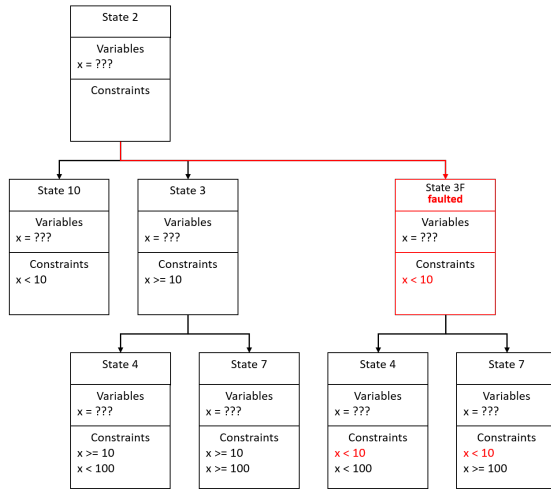 State 2
Variables
x = ???
Constraints
State 10
Variables
x = ???
Constraints
x < 10
State 3
Variables
x = ???
Constraints
x >= 10
State 3F
faulted
Variables
x = ???
Constraints
x < 10
State 4
Variables
x = ???
Constraints
x >= 10
x < 100
State 7
Variables
x = ???
Constraints
x >= 10
x >= 100
State 4
Variables
x = ???
Constraints
x < 10
x < 100
State 7
Variables
x = ???
Constraints
x < 10
x >= 100